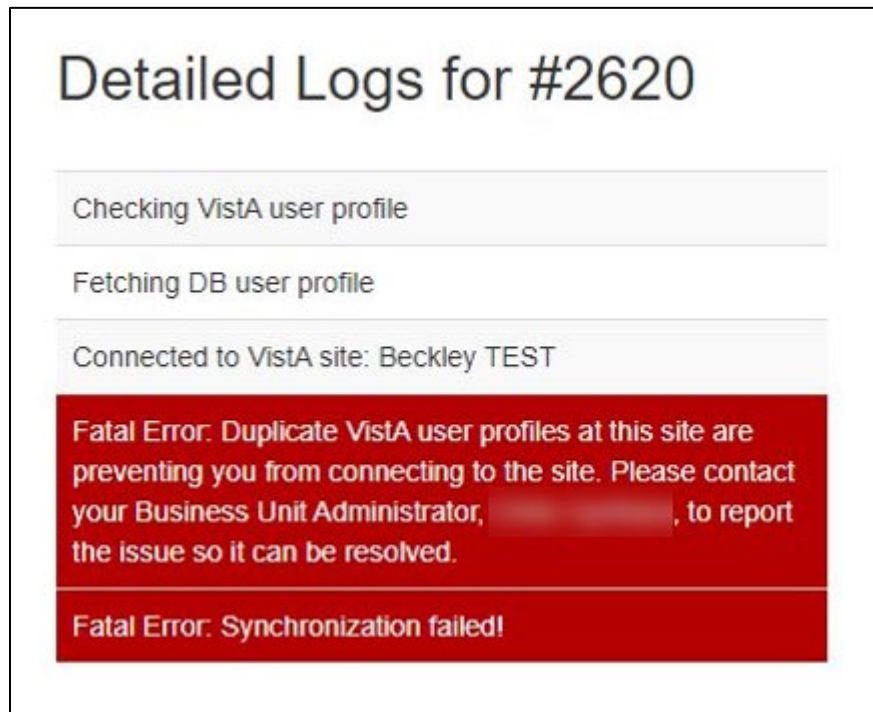 Detailed Logs for #2620
Checking VistA user profile
Fetching DB user profile
Connected to VistA site: Beckley TEST
Fatal Error: Duplicate VistA user profiles at this site are
preventing you from connecting to the site. Please contact
your Business Unit Administrator, , to report
the issue so it can be resolved.
Fatal Error: Synchronization failed!